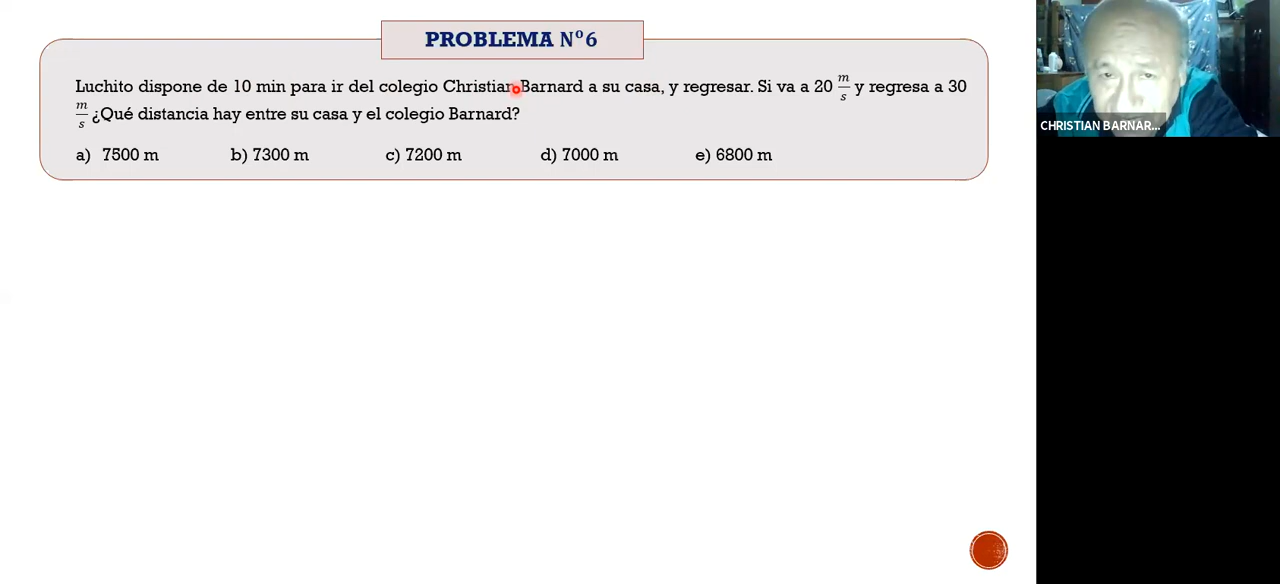 PROBLEMA N°6
Luchito dispone de 10 min para ir del colegio Christian Barnard a su casa, y regresar. Si va a 20 m/s y regresa a 30
m/s ¿Qué distancia hay entre su casa y el colegio Barnard?
a) 7500 m b) 7300 m c) 7200 m d) 7000 m e) 6800 m
CHRISTIAN BARNAR...